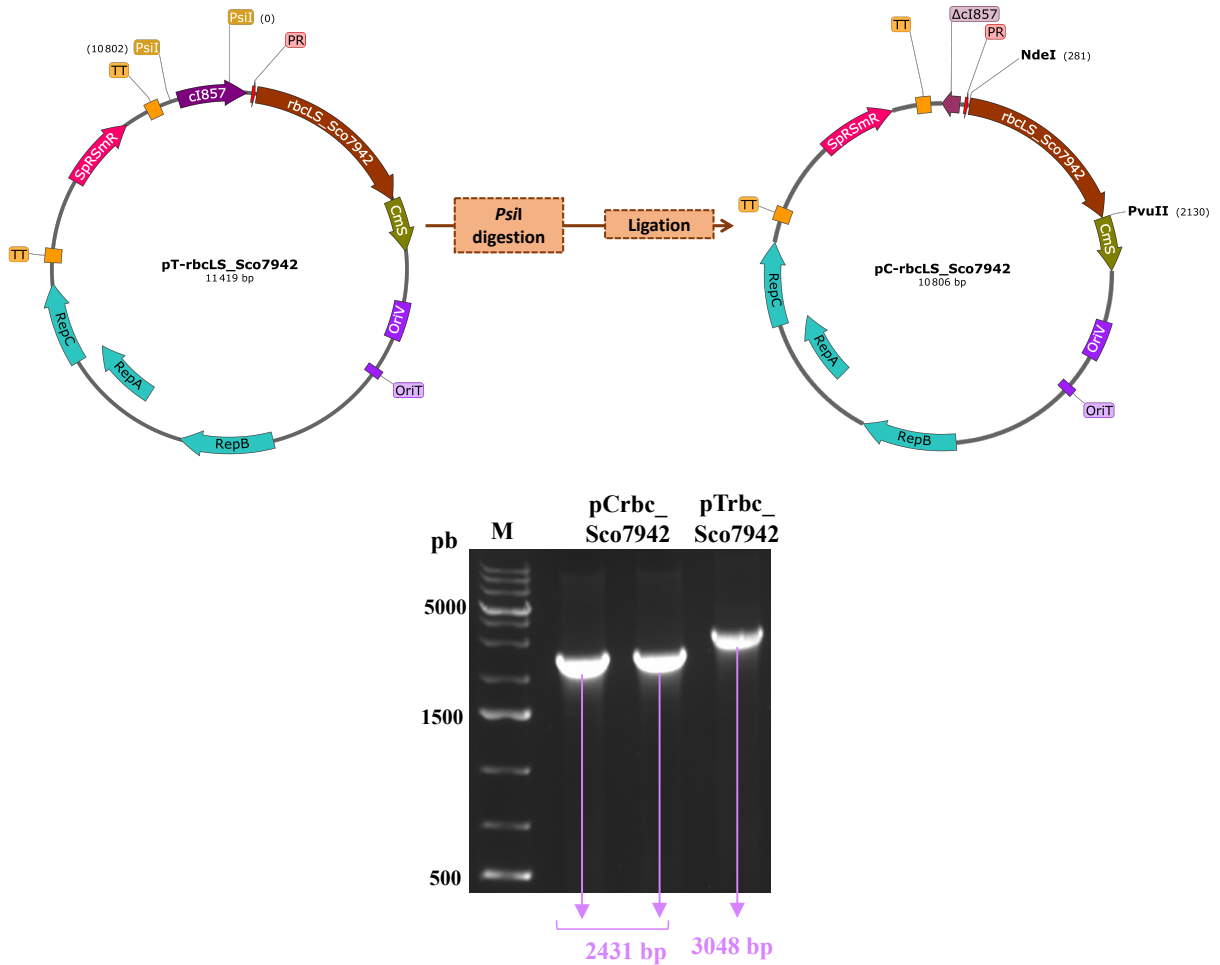 PsiI (0)
(10802) PsiI
PR
TT
cI857
rbcLS_Sco7942
SpRSmR
CmS
TT
pT-rbcLS_Sco7942
11419 bp
OriV
RepC
RepA
OriT
RepB
PsiI
digestion
Ligation
ΔcI857
TT
PR
NdeI (281)
rbcLS_Sco7942
SpRSmR
TT
PvuII (2130)
CmS
pC-rbcLS_Sco7942
10806 bp
RepC
OriV
RepA
OriT
RepB
pCrbc_
Sco7942
pTrbc_
Sco7942
M
pb
5000
1500
500
2431 bp
3048 bp